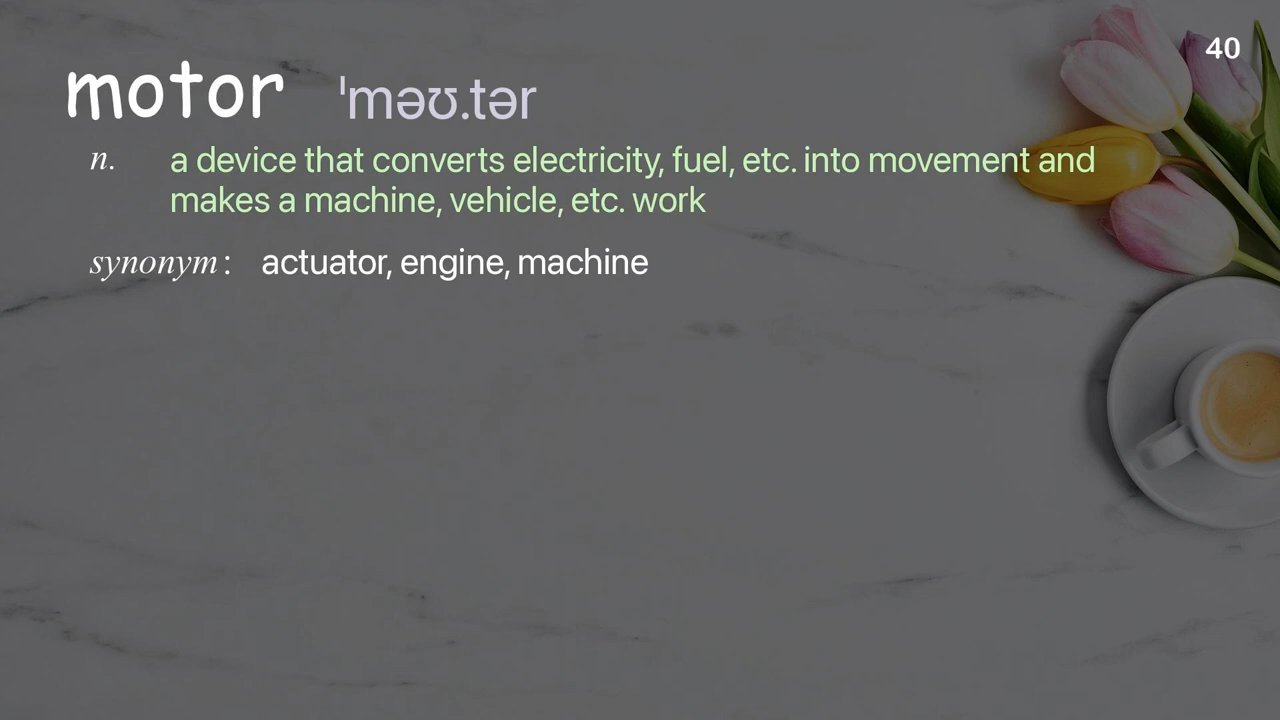 40
motor ˈməʊ.tər
n. a device that converts electricity, fuel, etc. into movement and
makes a machine, vehicle, etc. work
synonym : actuator, engine, machine